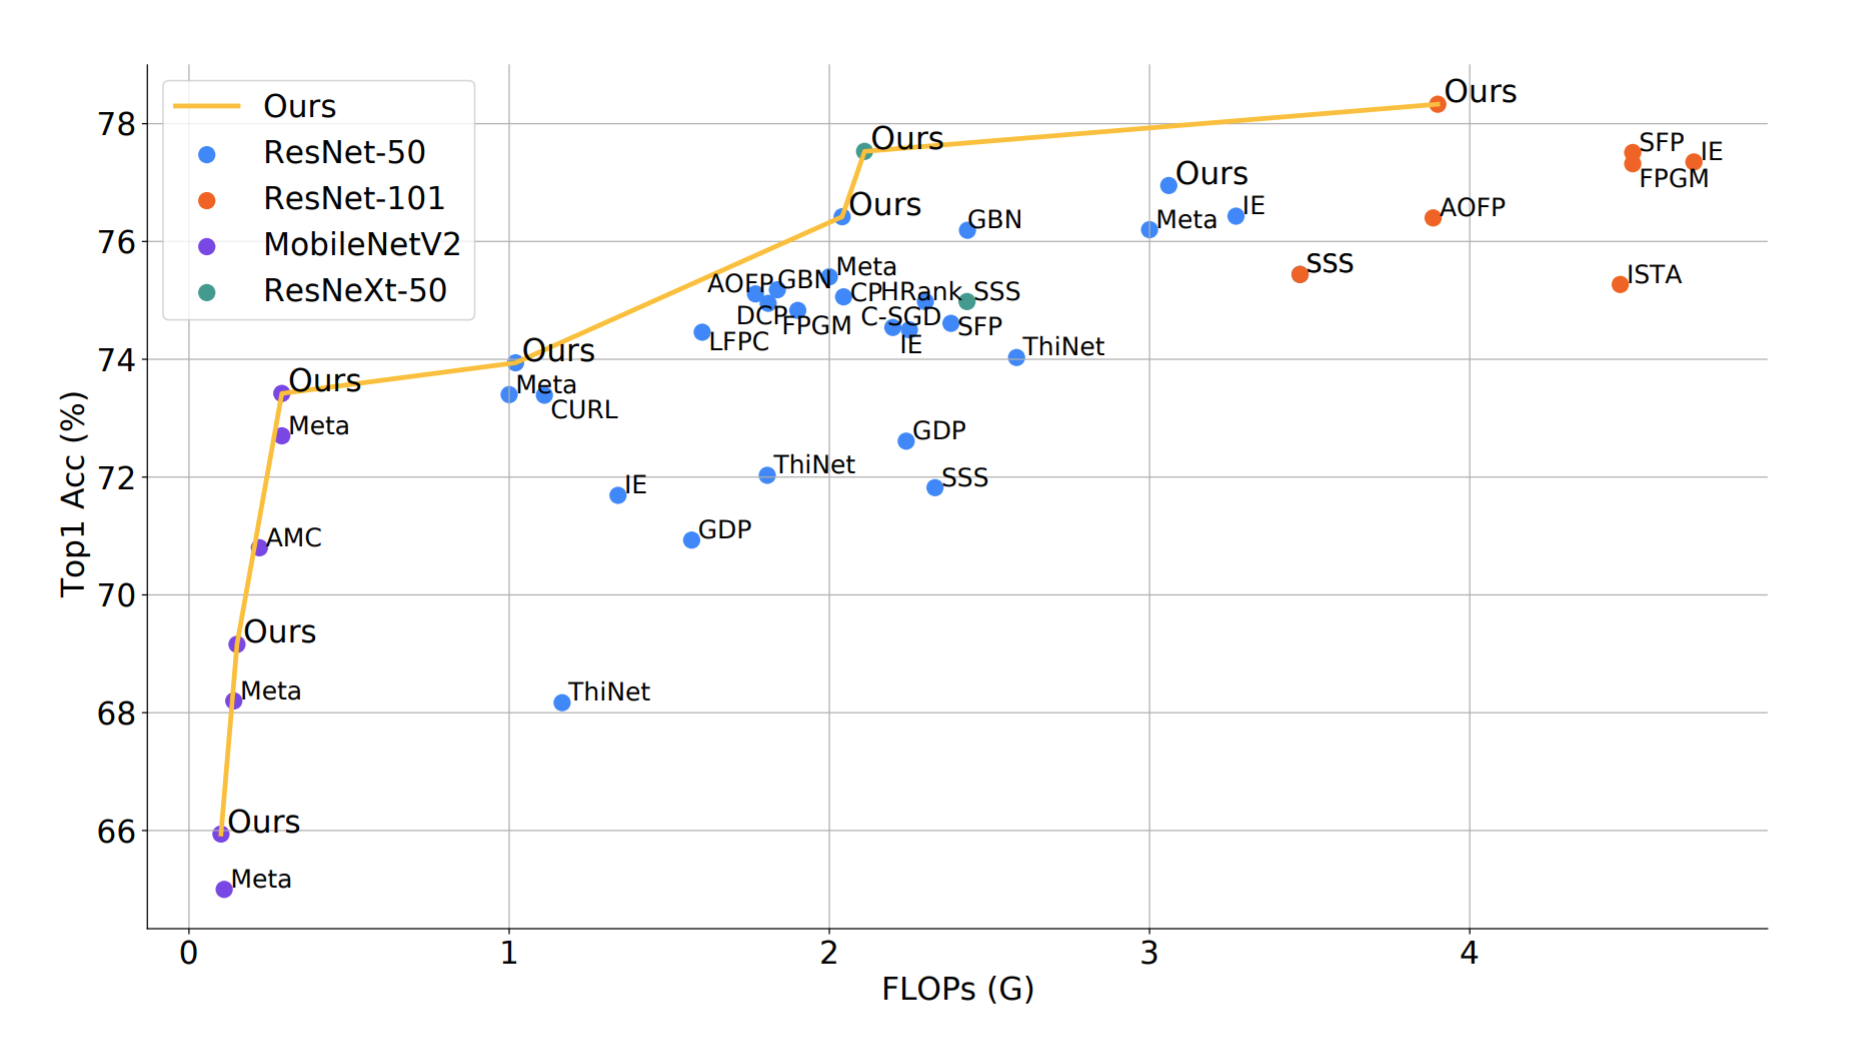 Ours
ResNet-50
ResNet-101
MobileNetV2
ResNeXt-50
78
76
74
72
70
68
66
Top1 Acc (%)
0
1
2
3
4
FLOPs (G)
Ours
Ours
SFP
IE
FPGM
Ours
Ours
AOFP
IE
Meta
GBN
SSS
ISTA
Meta
AOFP
GBN
CP
HRank
SSS
DCP
FPGM
C-SGD
SFP
LFPC
IE
ThiNet
Ours
Meta
CURL
Ours
Meta
GDP
ThiNet
SSS
IE
GDP
AMC
Ours
Meta
ThiNet
Ours
Meta